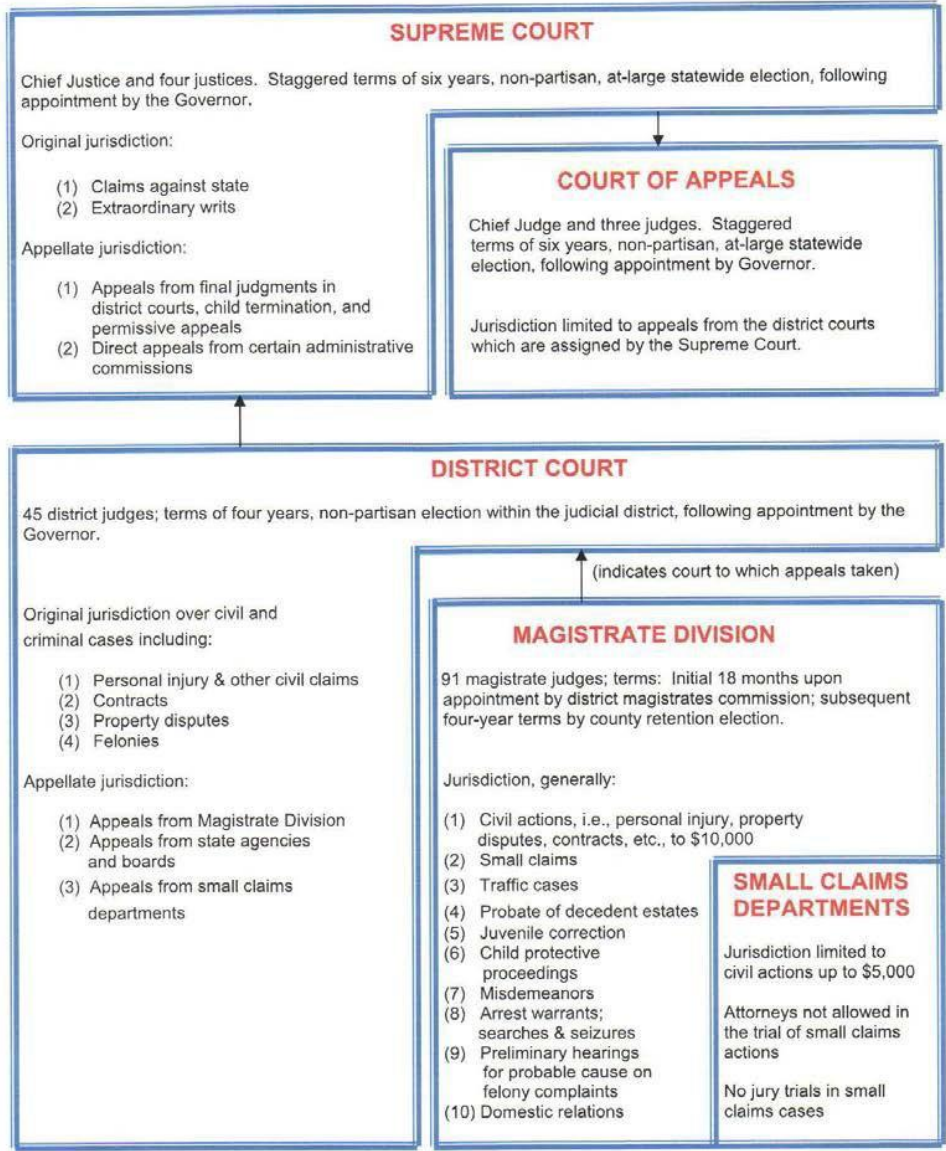 SUPREME COURT
Chief Justice and four justices. Staggered terms of six years, non-partisan, at-large statewide election, following
appointment by the Governor.
Original jurisdiction:
(1) Claims against state
(2) Extraordinary writs
Appellate jurisdiction:
(1) Appeals from final judgments in
district courts, child termination, and
permissive appeals
(2) Direct appeals from certain administrative
commissions
COURT OF APPEALS
Chief Judge and three judges. Staggered
terms of six years, non-partisan, at-large statewide
election, following appointment by Governor.
Jurisdiction limited to appeals from the district courts
which are assigned by the Supreme Court.
DISTRICT COURT
45 district judges; terms of four years, non-partisan election within the judicial district, following appointment by the
Governor.
(indicates court to which appeals taken)
Original jurisdiction over civil and
criminal cases including:
(1) Personal injury & other civil claims
(2) Contracts
(3) Property disputes
(4) Felonies
Appellate jurisdiction:
(1) Appeals from Magistrate Division
(2) Appeals from state agencies
and boards
(3) Appeals from small claims
departments
MAGISTRATE DIVISION
91 magistrate judges; terms: Initial 18 months upon
appointment by district magistrates commission; subsequent
four-year terms by county retention election.
Jurisdiction, generally:
(1) Civil actions, i.e., personal injury, property
disputes, contracts, etc., to $10,000
(2) Small claims
(3) Traffic cases
(4) Probate of decedent estates
(5) Juvenile correction
(6) Child protective
proceedings
(7) Misdemeanors
(8) Arrest warrants;
searches & seizures
(9) Preliminary hearings
for probable cause on
felony complaints
(10) Domestic relations
SMALL CLAIMS
DEPARTMENTS
Jurisdiction limited to
civil actions up to $5,000
Attorneys not allowed in
the trial of small claims
actions
No jury trials in small
claims cases